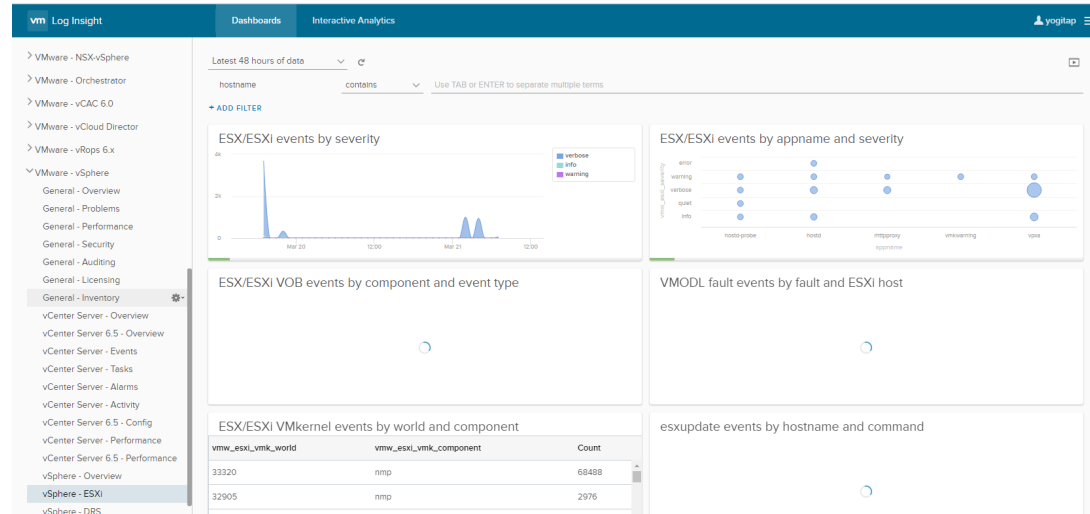 vm Log Insight
Dashboards
Interactive Analytics
yogitap
VMware - NSX-vSphere
VMware - Orchestrator
VMware - vCAC 6.0
VMware - vCloud Director
VMware - vRops 6.x
VMware - vSphere
General - Overview
General - Problems
General - Performance
General - Security
General - Auditing
General - Licensing
General - Inventory
vCenter Server - Overview
vCenter Server 6.5 - Overview
vCenter Server - Events
vCenter Server - Tasks
vCenter Server - Alarms
vCenter Server - Activity
vCenter Server 6.5 - Config
vCenter Server - Performance
vCenter Server 6.5 - Performance
vSphere - Overview
vSphere - ESXi
vSphere - DRS
Latest 48 hours of data
hostname contains Use TAB or ENTER to separate multiple terms
+ ADD FILTER
ESX/ESXi events by severity
4k
2K
0
Mar 20 12:00 Mar 21 12:00
verbose
info
warning
ESX/ESXi events by appname and severity
vmw_esxi_severity
error
warning
verbose
quiet
info
hostd-probe hostd rhttpproxy vmkwarning vpxa
appname
ESX/ESXi VOB events by component and event type
VMODL fault events by fault and ESXi host
ESX/ESXi VMkernel events by world and component
vmw_esxi_vmk_world vmw_esxi_vmk_component Count
33320 nmp 68488
32905 nmp 2976
esxupdate events by hostname and command